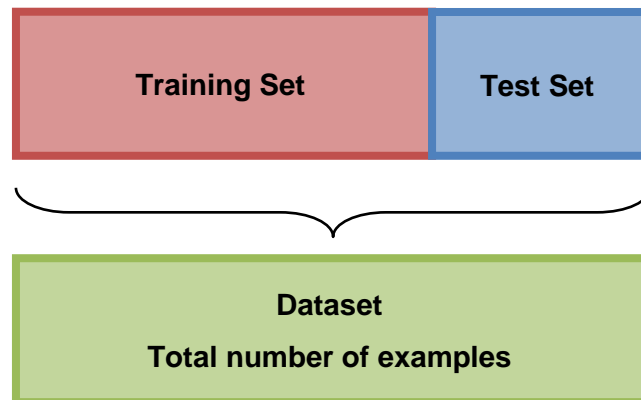 Training Set
Test Set
Dataset
Total number of examples